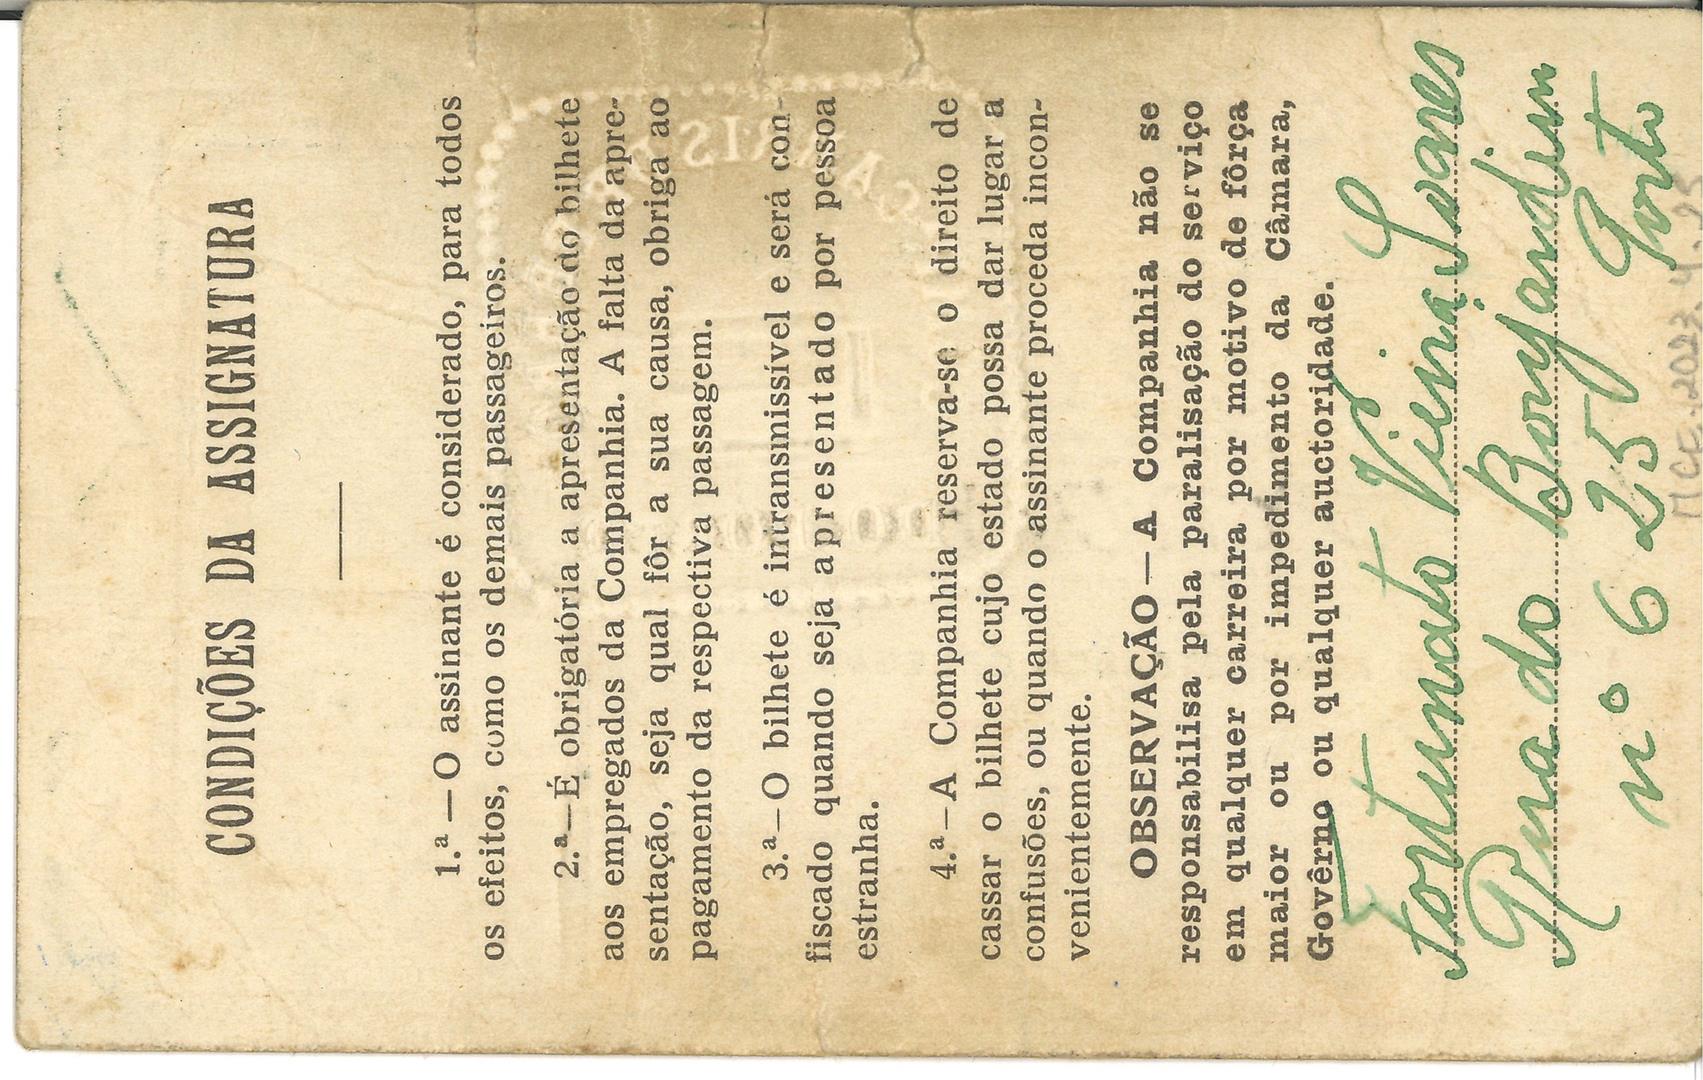 CONDIÇÕES DA ASSIGNATURA
1.ª—O assinante é considerado, para todos
os efeitos, como os demais passageiros.
2.ª—É obrigatória a apresentação do bilhete
aos empregados da Companhia. A falta da apre-
sentação, seja qual fôr a sua causa, obriga ao
pagamento da respectiva passagem.
3.ª—O bilhete é intransmissível e será con-
fiscado quando seja apresentado por pessoa
estranha.
4.ª—A Companhia reserva-se o direito de
cassar o bilhete cujo estado possa dar lugar a
confusões, ou quando o assinante proceda incon-
venientemente.
OBSERVAÇÃO—A Companhia não se
responsabilisa pela paralisação do serviço
em qualquer carreira por motivo de fôrça
maior ou por impedimento da Câmara,
Govêrno ou qualquer auctoridade.
Fortunato Vieira Soares
Rua do Bonjardim
nº 625 Porto
CARRIS